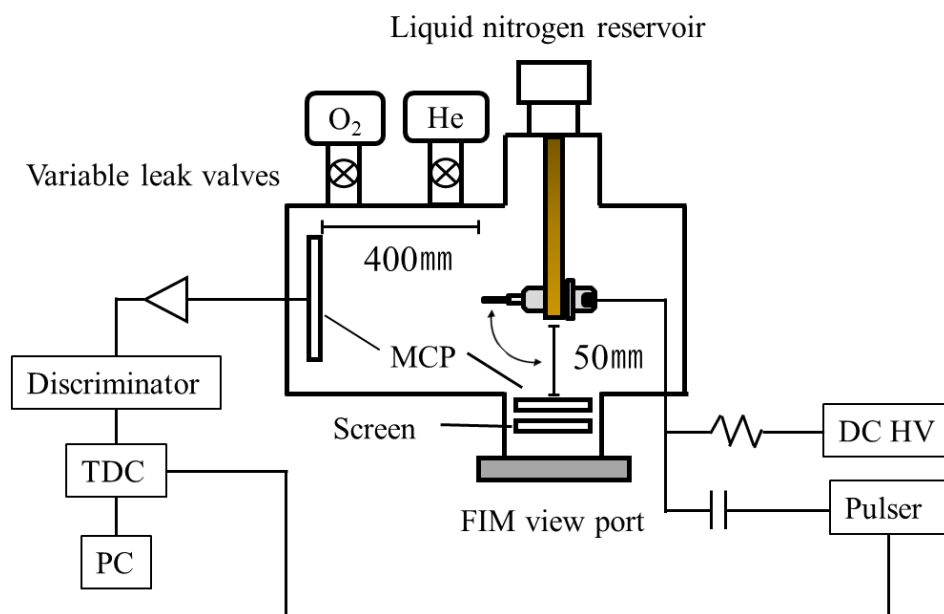 Liquid nitrogen reservoir
O₂
He
Variable leak valves
400㎜
MCP
50㎜
Discriminator
Screen
DC HV
TDC
Pulser
FIM view port
PC